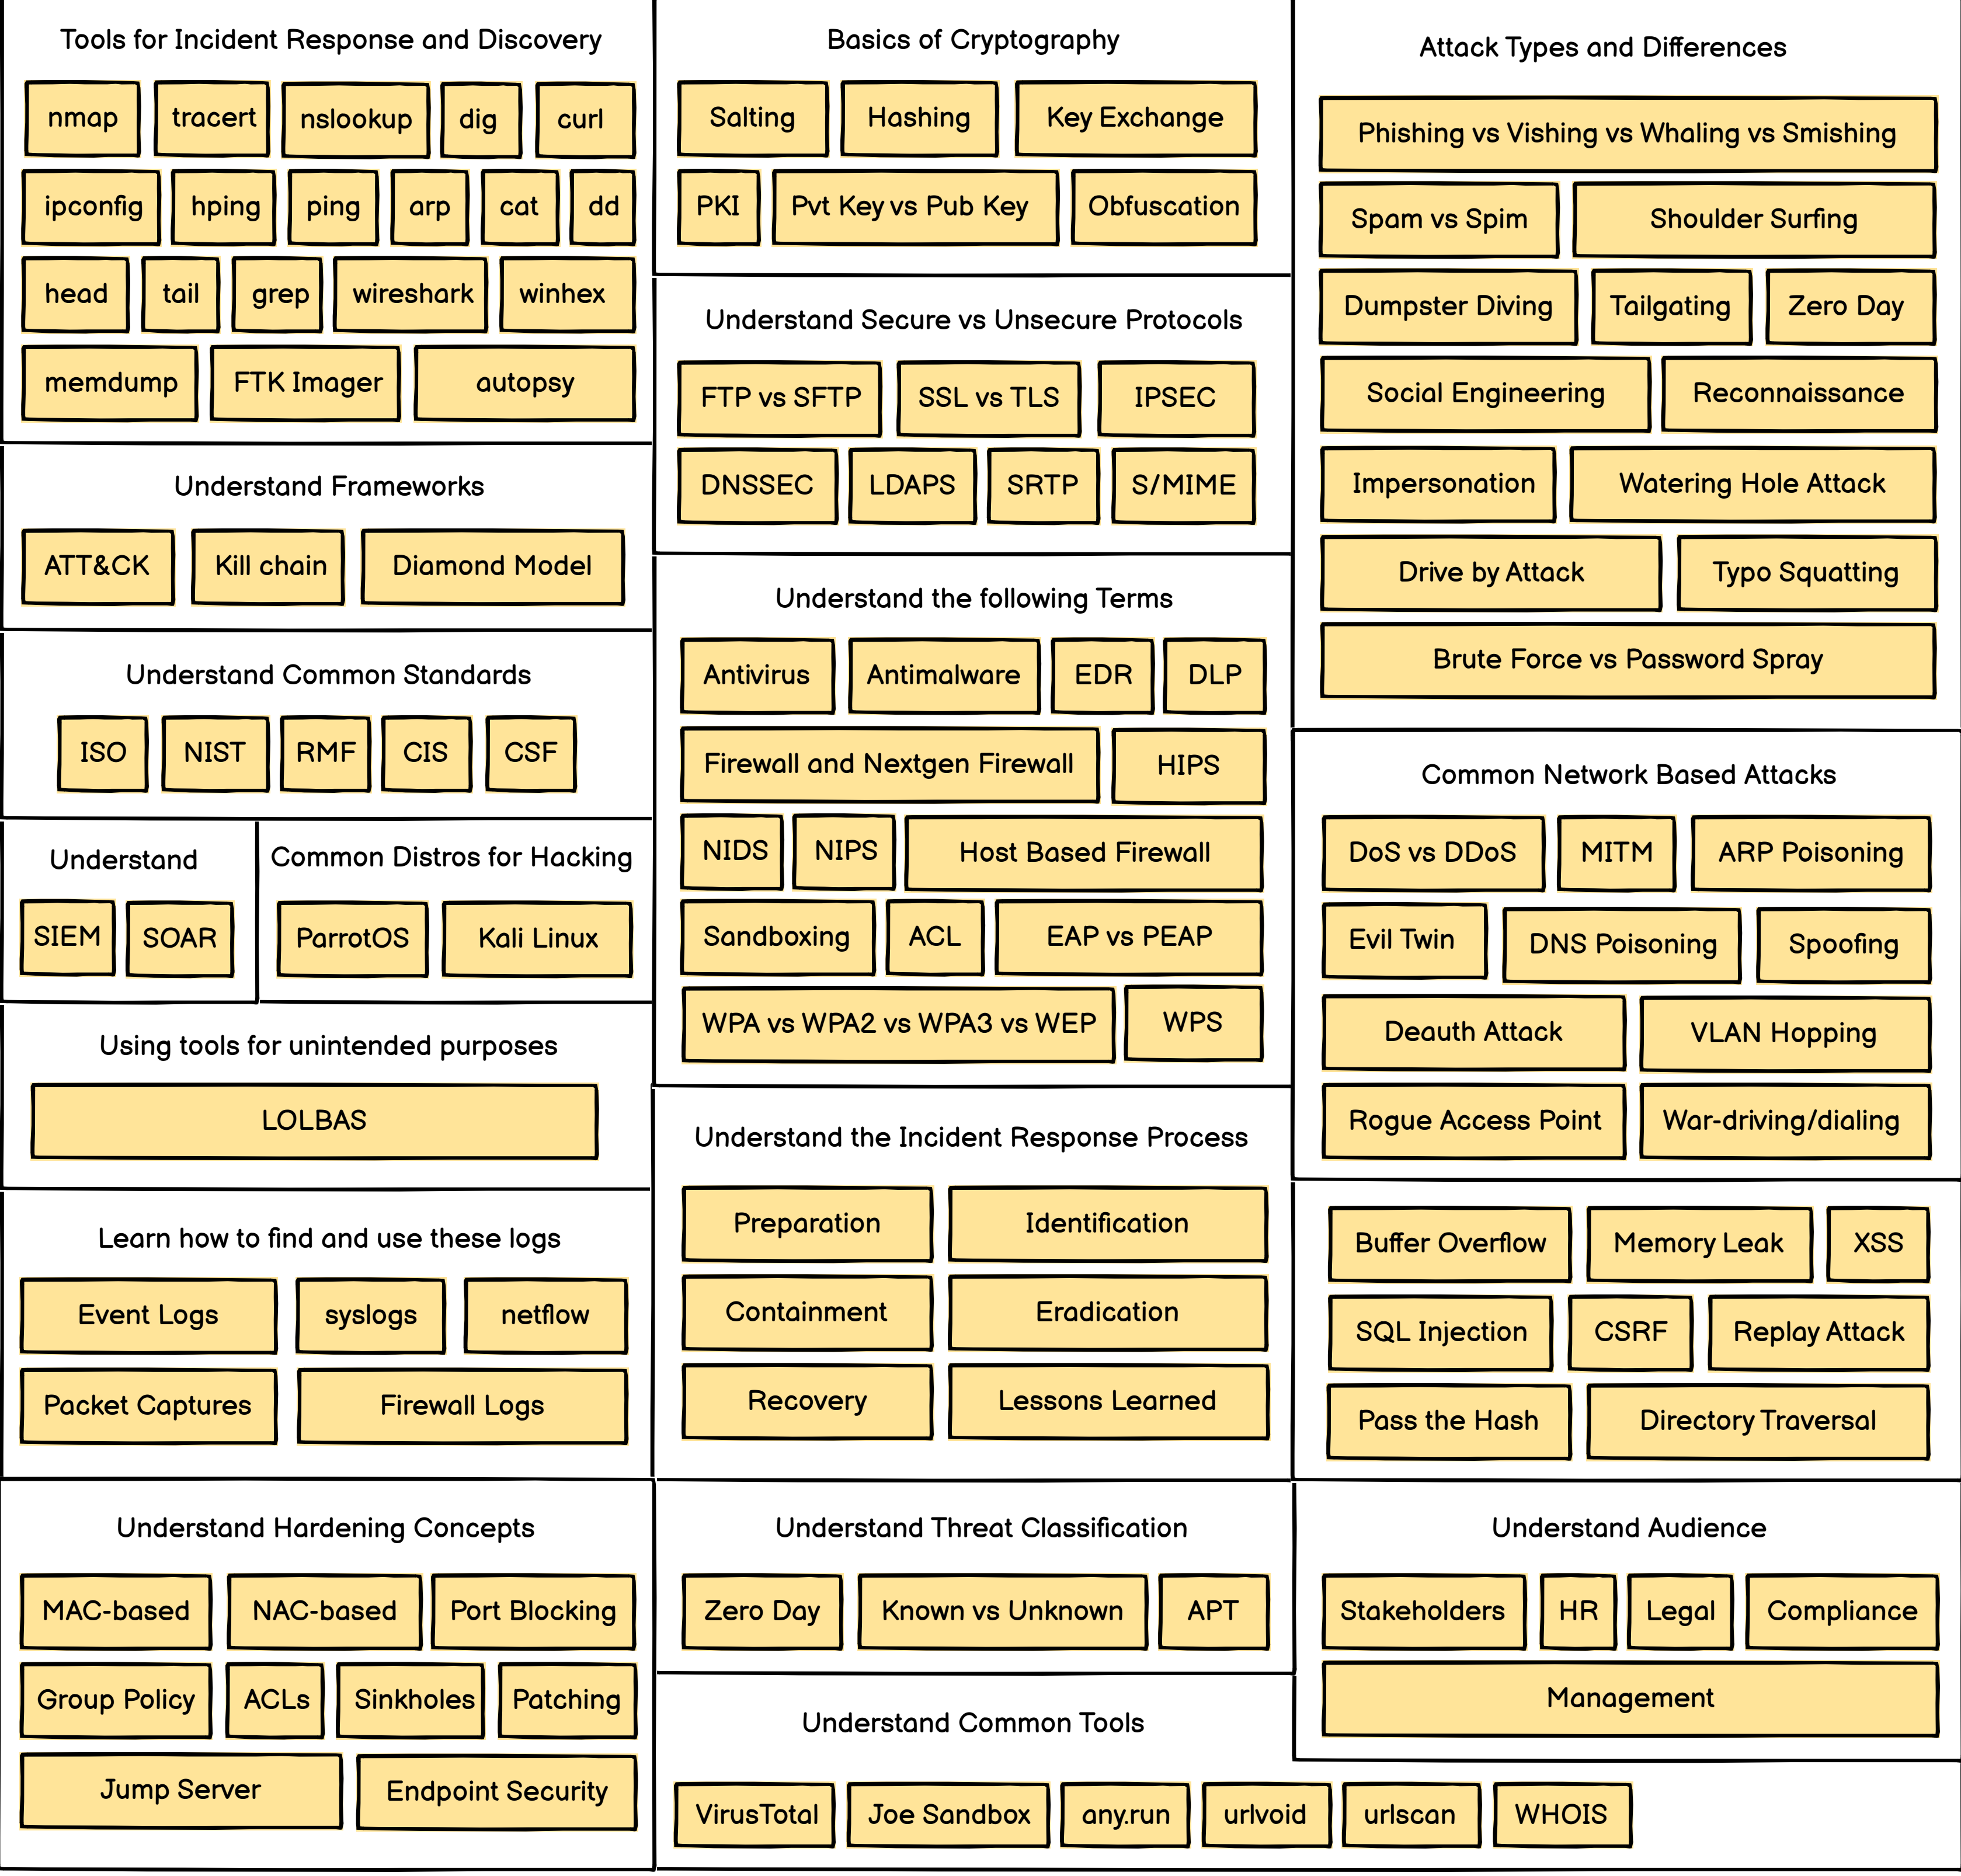 Tools for Incident Response and Discovery
nmap
tracert
nslookup
dig
curl
ipconfig
hping
ping
arp
cat
dd
head
tail
grep
wireshark
winhex
memdump
FTK Imager
autopsy
Understand Frameworks
ATT&CK
Kill chain
Diamond Model
Understand Common Standards
ISO
NIST
RMF
CIS
CSF
Understand
SIEM
SOAR
Common Distros for Hacking
ParrotOS
Kali Linux
Using tools for unintended purposes
LOLBAS
Learn how to find and use these logs
Event Logs
syslogs
netflow
Packet Captures
Firewall Logs
Understand Hardening Concepts
MAC-based
NAC-based
Port Blocking
Group Policy
ACLs
Sinkholes
Patching
Jump Server
Endpoint Security
Basics of Cryptography
Salting
Hashing
Key Exchange
PKI
Pvt Key vs Pub Key
Obfuscation
Understand Secure vs Unsecure Protocols
FTP vs SFTP
SSL vs TLS
IPSEC
DNSSEC
LDAPS
SRTP
S/MIME
Understand the following Terms
Antivirus
Antimalware
EDR
DLP
Firewall and Nextgen Firewall
HIPS
NIDS
NIPS
Host Based Firewall
Sandboxing
ACL
EAP vs PEAP
WPA vs WPA2 vs WPA3 vs WEP
WPS
Understand the Incident Response Process
Preparation
Identification
Containment
Eradication
Recovery
Lessons Learned
Understand Threat Classification
Zero Day
Known vs Unknown
APT
Understand Common Tools
VirusTotal
Joe Sandbox
any.run
urlvoid
urlscan
WHOIS
Attack Types and Differences
Phishing vs Vishing vs Whaling vs Smishing
Spam vs Spim
Shoulder Surfing
Dumpster Diving
Tailgating
Zero Day
Social Engineering
Reconnaissance
Impersonation
Watering Hole Attack
Drive by Attack
Typo Squatting
Brute Force vs Password Spray
Common Network Based Attacks
DoS vs DDoS
MITM
ARP Poisoning
Evil Twin
DNS Poisoning
Spoofing
Deauth Attack
VLAN Hopping
Rogue Access Point
War-driving/dialing
Buffer Overflow
Memory Leak
XSS
SQL Injection
CSRF
Replay Attack
Pass the Hash
Directory Traversal
Understand Audience
Stakeholders
HR
Legal
Compliance
Management